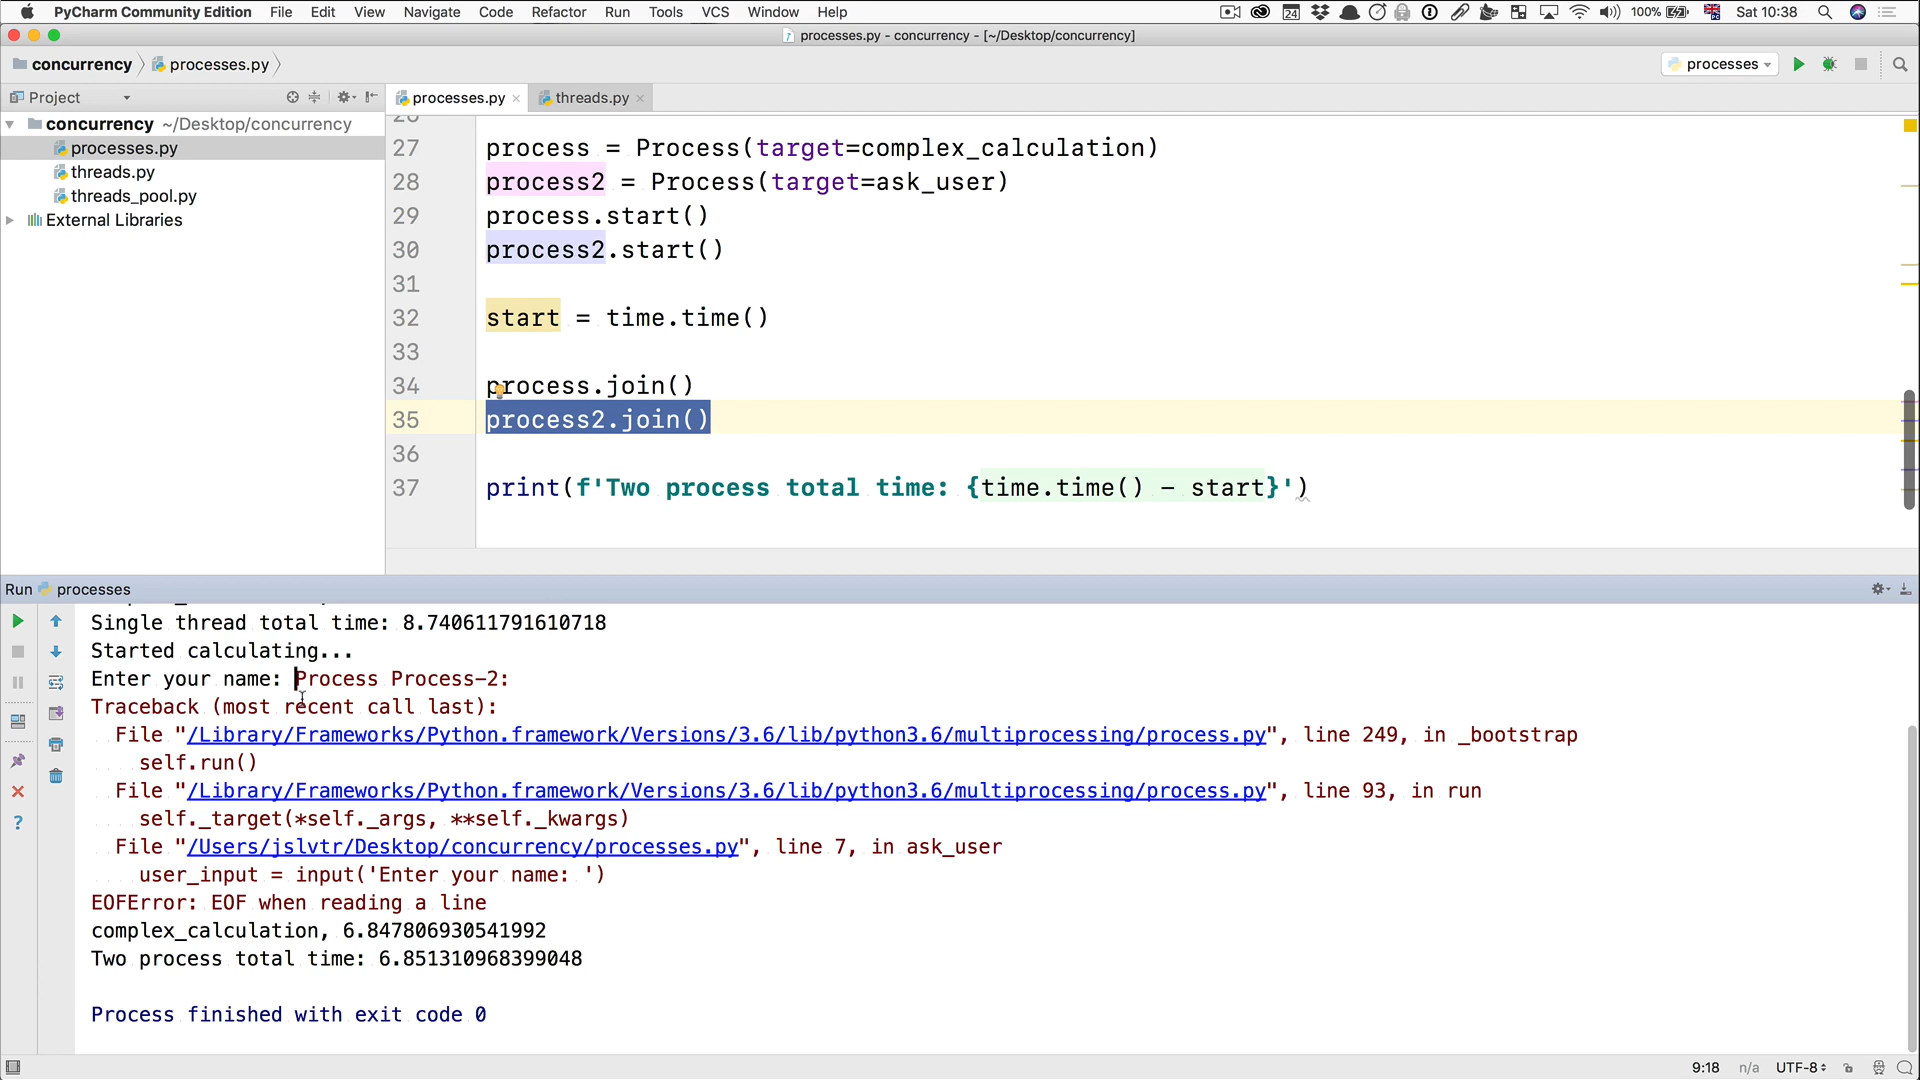 PyCharm Community Edition File Edit View Navigate Code Refactor Run Tools VCS Window Help 24 100% Sat 10:38
processes.py - concurrency - [~/Desktop/concurrency]
concurrency processes.py processes
Project processes.py threads.py
concurrency ~/Desktop/concurrency
processes.py
threads.py
threads_pool.py
External Libraries
26
27 process = Process(target=complex_calculation)
28 process2 = Process(target=ask_user)
29 process.start()
30 process2.start()
31
32 start = time.time()
33
34 process.join()
35 process2.join()
36
37 print(f'Two process total time: {time.time() - start}')
Run processes
Single thread total time: 8.740611791610718
Started calculating...
Enter your name: Process Process-2:
Traceback (most recent call last):
File "/Library/Frameworks/Python.framework/Versions/3.6/lib/python3.6/multiprocessing/process.py", line 249, in _bootstrap
self.run()
File "/Library/Frameworks/Python.framework/Versions/3.6/lib/python3.6/multiprocessing/process.py", line 93, in run
self._target(*self._args, **self._kwargs)
File "/Users/jslvtr/Desktop/concurrency/processes.py", line 7, in ask_user
user_input = input('Enter your name: ')
EOFError: EOF when reading a line
complex_calculation, 6.847806930541992
Two process total time: 6.851310968399048
Process finished with exit code 0
9:18 n/a UTF-8